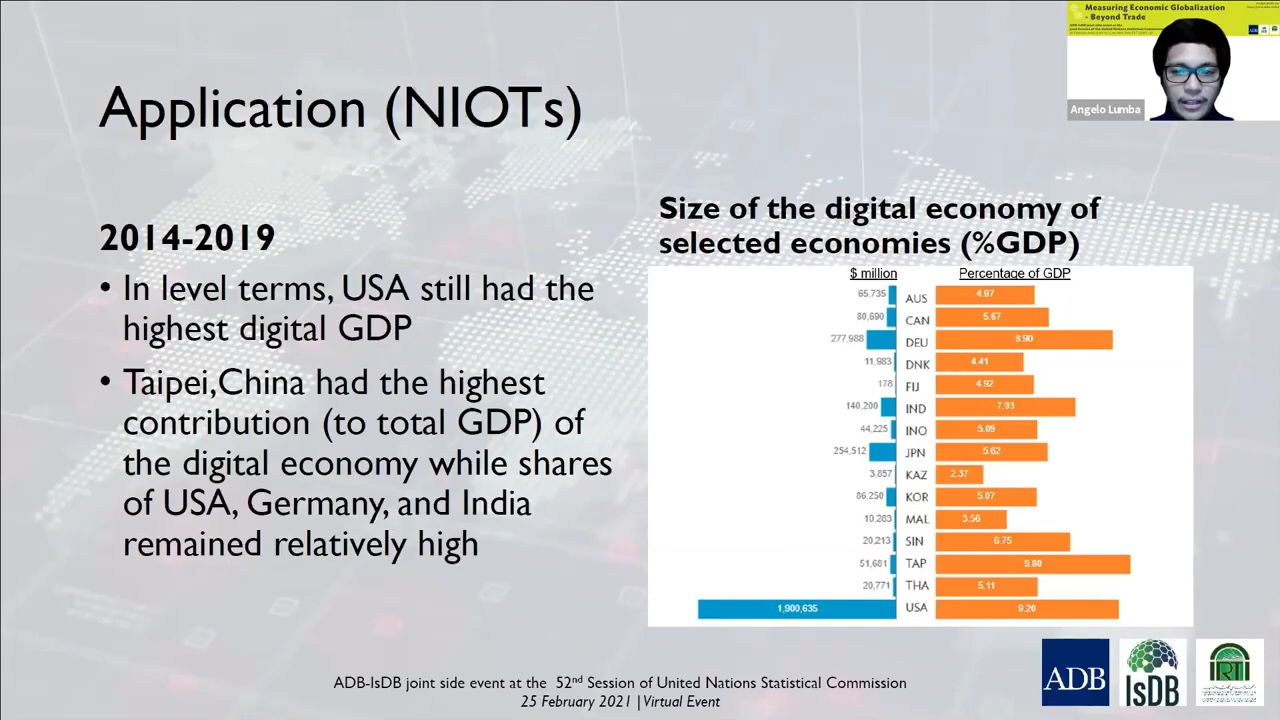 Measuring Economic Globalization
- Beyond Trade
Angelo Lumba
Application (NIOTs)
2014-2019
• In level terms, USA still had the
highest digital GDP
• Taipei,China had the highest
contribution (to total GDP) of
the digital economy while shares
of USA, Germany, and India
remained relatively high
Size of the digital economy of
selected economies (%GDP)
$ million Percentage of GDP
65,735 AUS 4.97
80,690 CAN 5.67
277,988 DEU 8.90
11,983 DNK 4.41
178 FIJ 4.92
140,200 IND 7.03
44,225 INO 5.09
254,512 JPN 5.62
3,857 KAZ 2.37
86,250 KOR 5.07
10,283 MAL 3.56
20,213 SIN 6.75
51,681 TAP 9.80
20,771 THA 5.11
1,900,635 USA 9.20
ADB-IsDB joint side event at the 52nd Session of United Nations Statistical Commission
February 2021 | Virtual Event
ADB
IsDB
IRTI